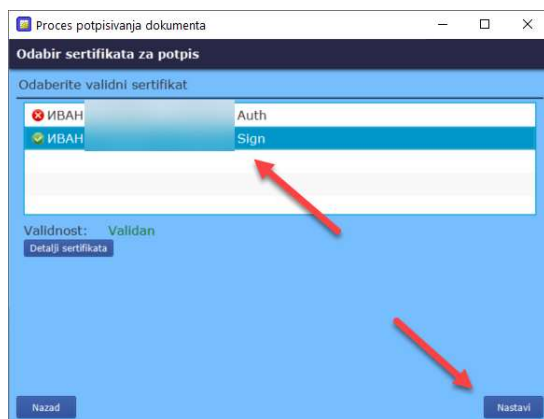 Proces potpisivanja dokumenta
Odabir sertifikata za potpis
Odaberite validni sertifikat
ИВАН Auth
ИВАН Sign
Validnost: Validan
Detalji sertifikata
Nazad Nastavi